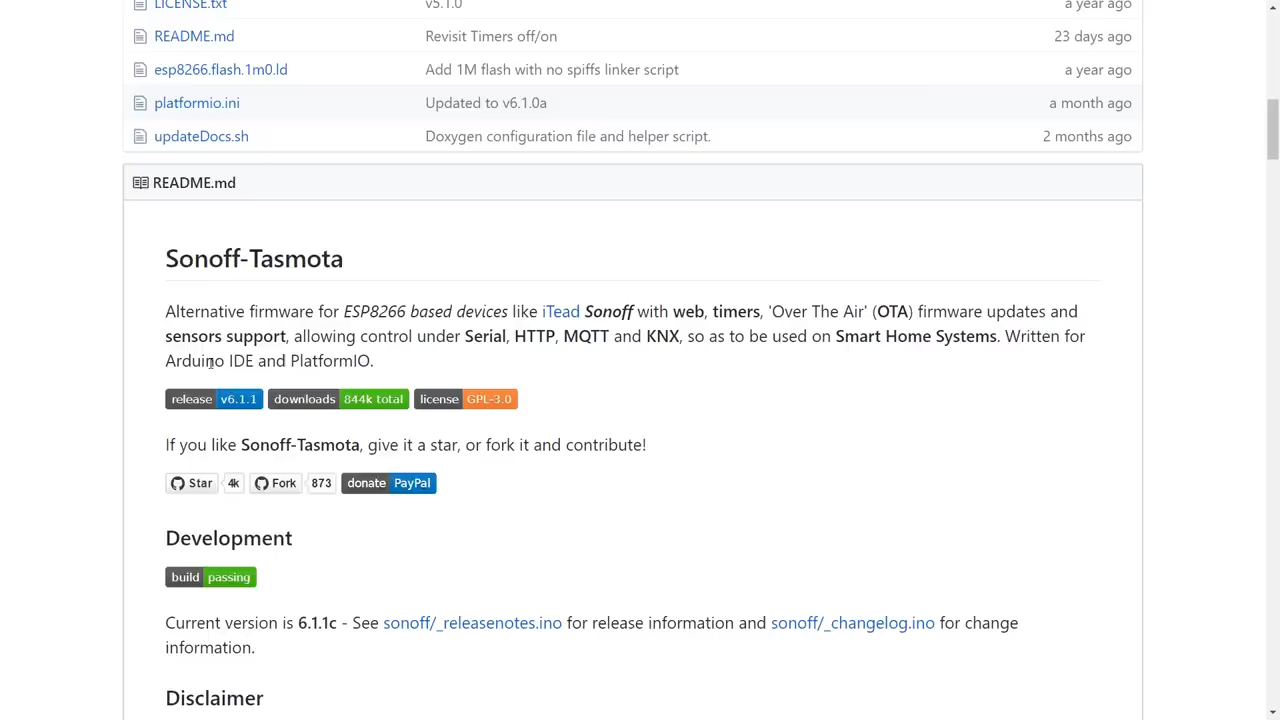 LICENSE.txt v5.1.0 a year ago
README.md Revisit Timers off/on 23 days ago
esp8266.flash.1m0.ld Add 1M flash with no spiffs linker script a year ago
platformio.ini Updated to v6.1.0a a month ago
updateDocs.sh Doxygen configuration file and helper script. 2 months ago
README.md
Sonoff-Tasmota
Alternative firmware for ESP8266 based devices like iTead Sonoff with web, timers, 'Over The Air' (OTA) firmware updates and
sensors support, allowing control under Serial, HTTP, MQTT and KNX, so as to be used on Smart Home Systems. Written for
Arduino IDE and PlatformIO.
release v6.1.1 downloads 844k total license GPL-3.0
If you like Sonoff-Tasmota, give it a star, or fork it and contribute!
Star 4k Fork 873 donate PayPal
Development
build passing
Current version is 6.1.1c - See sonoff/_releasenotes.ino for release information and sonoff/_changelog.ino for change
information.
Disclaimer